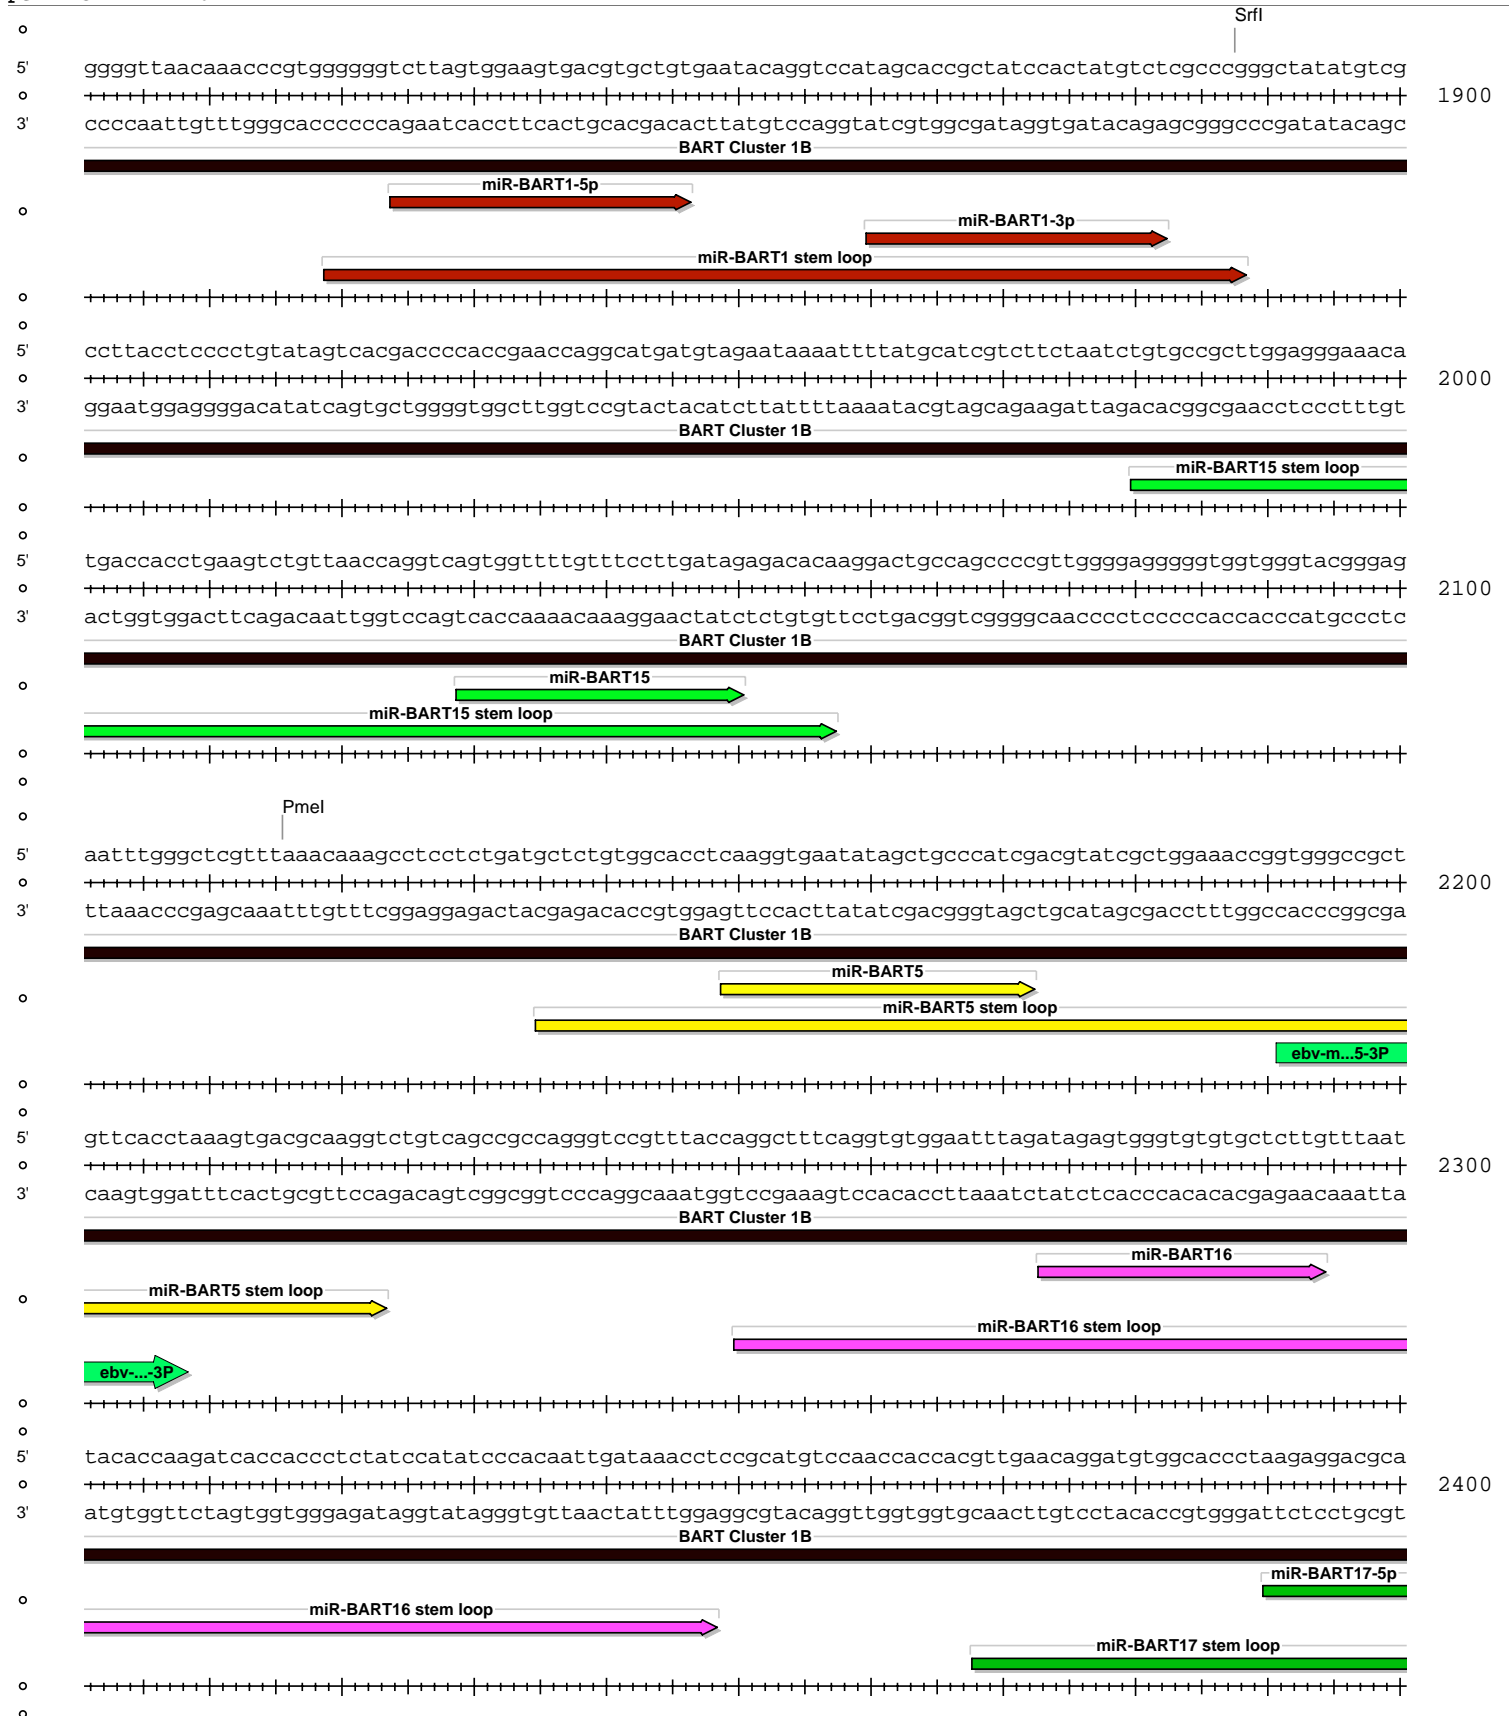 SrfI
5' ggggttaacaaacccgtggggggtcttagtggaagtgacgtgctgtgaatacaggtccatagcaccgctatccactatgtctcgcccgggctatatgtcg
1900
3' ccccaattgtttgggcaccccccagaatcaccttcactgcacgacacttatgtccaggtatcgtggcgataggtgatacagagcgggcccgatatacagc
BART Cluster 1B
miR-BART1-5p
miR-BART1-3p
miR-BART1 stem loop
5' ccttacctcccctgtatagtcacgaccccaccgaaccaggcatgatgtagaataaaattttatgcatcgtcttctaatctgtgccgcttggagggaaaca
2000
3' ggaatggaggggacatatcagtgctggggtggcttggtccgtactacatcttattttaaaatacgtagcagaagattagacacggcgaacctccctttgt
BART Cluster 1B
miR-BART15 stem loop
5' tgaccacctgaagtctgttaaccaggtcagtggttttgtttccttgatagagacacaaggactgccagccccgttggggagggggtggtgggtacgggag
2100
3' actggtggacttcagacaattggtccagtcaccaaaacaaaggaactatctctgtgttcctgacggtcggggcaacccctcccccaccacccatgccctc
BART Cluster 1B
miR-BART15
miR-BART15 stem loop
PmeI
5' aatttgggctcgtttaaacaaagcctcctctgatgctctgtggcacctcaaggtgaatatagctgcccatcgacgtatcgctggaaaccggtgggccgct
2200
3' ttaaacccgagcaaatttgtttcggaggagactacgagacaccgtggagttccacttatatcgacgggtagctgcatagcgacctttggccacccggcga
BART Cluster 1B
miR-BART5
miR-BART5 stem loop
ebv-m...5-3P
5' gttcacctaaagtgacgcaaggtctgtcagccgccagggtccgtttaccaggctttcaggtgtggaatttagatagagtgggtgtgtgctcttgtttaat
2300
3' caagtggatttcactgcgttccagacagtcggcggtcccaggcaaatggtccgaaagtccacaccttaaatctatctcacccacacacgagaacaaatta
BART Cluster 1B
miR-BART16
miR-BART5 stem loop
miR-BART16 stem loop
ebv-...-3P
5' tacaccaagatcaccaccctctatccatatcccacaattgataaacctccgcatgtccaaccaccacgttgaacaggatgtggcaccctaagaggacgca
2400
3' atgtggttctagtggtgggagataggtatagggtgttaactatttggaggcgtacaggttggtggtgcaacttgtcctacaccgtgggattctcctgcgt
BART Cluster 1B
miR-BART17-5p
miR-BART16 stem loop
miR-BART17 stem loop